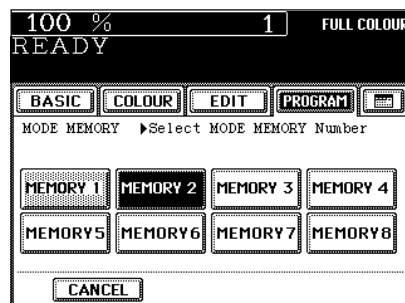 100 % 1 FULL COLOUR
READY
BASIC COLOUR EDIT PROGRAM
MODE MEMORY ▶Select MODE MEMORY Number
MEMORY 1 MEMORY 2 MEMORY 3 MEMORY 4
MEMORY5 MEMORY6 MEMORY7 MEMORY8
CANCEL